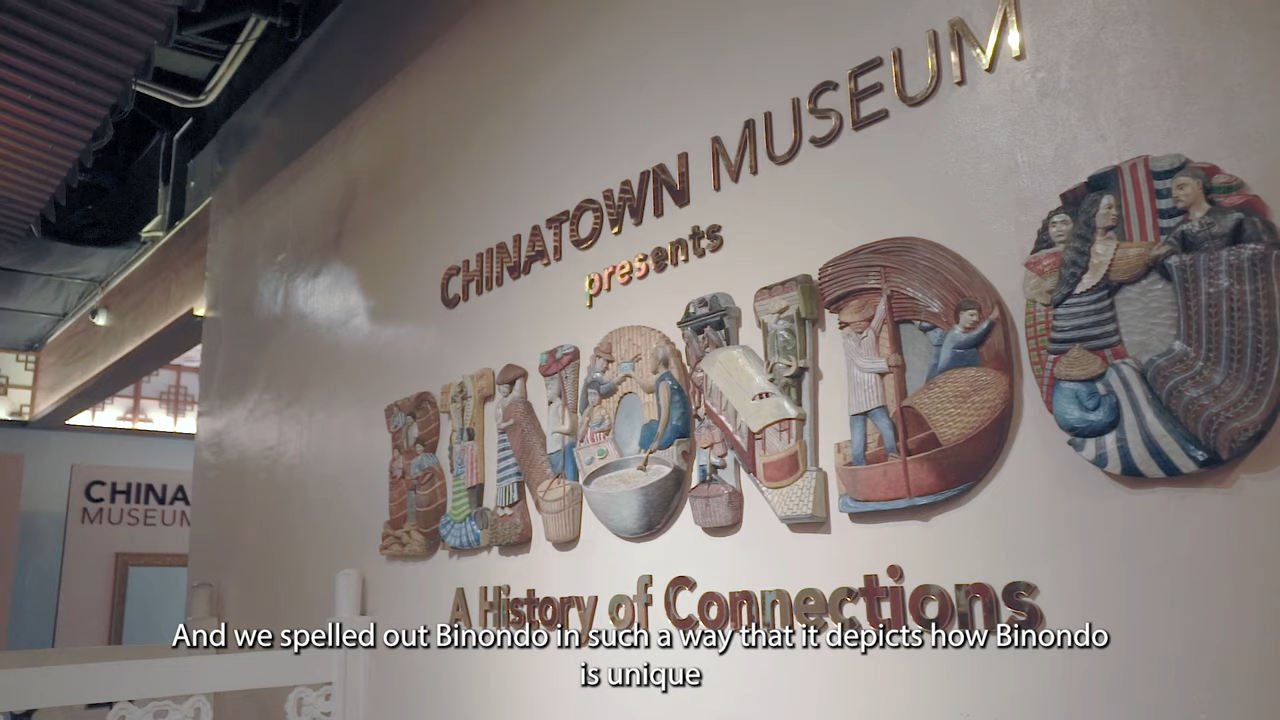 CHINATOWN MUSEUM
presents
BINONDO
A History of Connections
CHINA
MUSEUM
And we spelled out Binondo in such a way that it depicts how Binondo
is unique